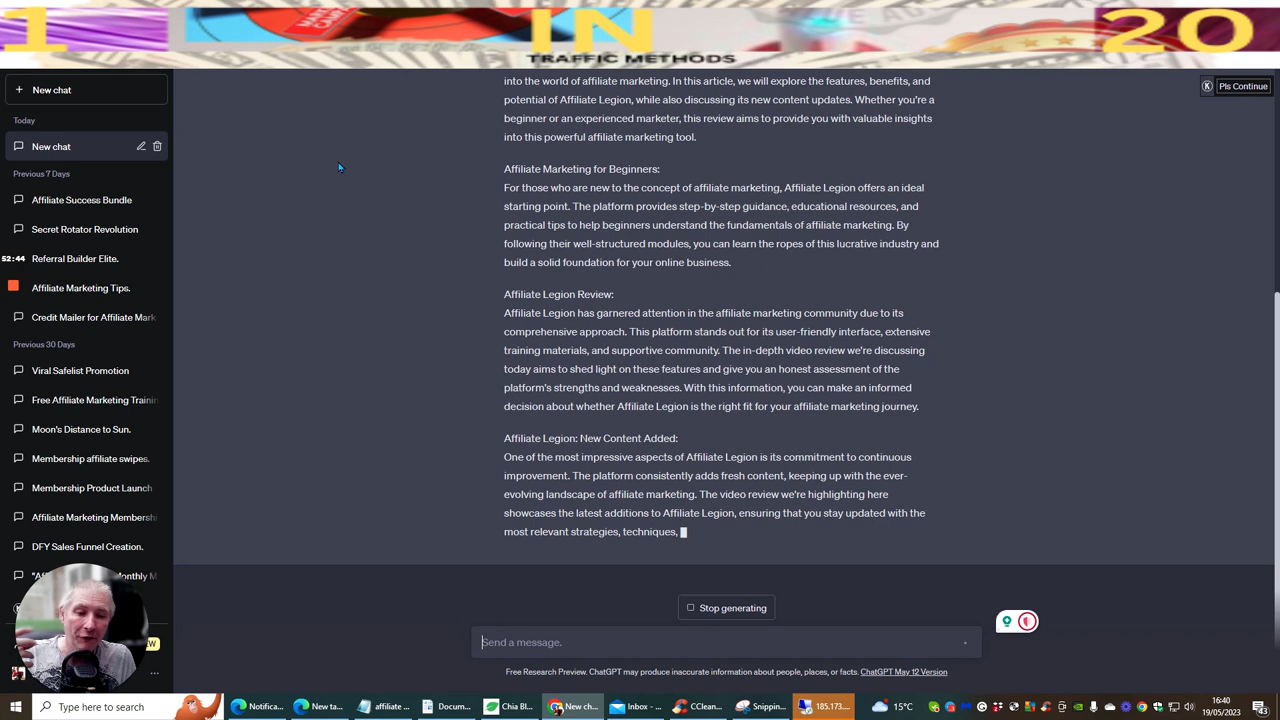 1 IN 20
TRAFFIC METHODS
New chat
Today
New chat
Previous 7 Days
Affiliate Success Bundle
Secret Rotator Revolution
52:44
Referral Builder Elite.
Affiliate Marketing Tips.
Credit Mailer for Affiliate Mark
Previous 30 Days
Viral Safelist Promotion
Free Affiliate Marketing Trainin
Moon's Distance to Sun.
Membership affiliate swipes.
Membership Product Launch
Affiliate Marketing Membershi
DFY Sales Funnel Creation.
Pls Continue
into the world of affiliate marketing. In this article, we will explore the features, benefits, and
potential of Affiliate Legion, while also discussing its new content updates. Whether you're a
beginner or an experienced marketer, this review aims to provide you with valuable insights
into this powerful affiliate marketing tool.
Affiliate Marketing for Beginners:
For those who are new to the concept of affiliate marketing, Affiliate Legion offers an ideal
starting point. The platform provides step-by-step guidance, educational resources, and
practical tips to help beginners understand the fundamentals of affiliate marketing. By
following their well-structured modules, you can learn the ropes of this lucrative industry and
build a solid foundation for your online business.
Affiliate Legion Review:
Affiliate Legion has garnered attention in the affiliate marketing community due to its
comprehensive approach. This platform stands out for its user-friendly interface, extensive
training materials, and supportive community. The in-depth video review we're discussing
today aims to shed light on these features and give you an honest assessment of the
platform's strengths and weaknesses. With this information, you can make an informed
decision about whether Affiliate Legion is the right fit for your affiliate marketing journey.
Affiliate Legion: New Content Added:
One of the most impressive aspects of Affiliate Legion is its commitment to continuous
improvement. The platform consistently adds fresh content, keeping up with the ever-
evolving landscape of affiliate marketing. The video review we're highlighting here
showcases the latest additions to Affiliate Legion, ensuring that you stay updated with the
most relevant strategies, techniques,
Stop generating
Send a message.
Free Research Preview. ChatGPT may produce inaccurate information about people, places, or facts. ChatGPT May 12 Version
Type here to search
Notifica...
New ta...
affiliate ...
Docum...
Chia Bl...
New ch...
Inbox - ...
CClean...
Snippin...
185.173....
15°C
16:40
19/05/2023